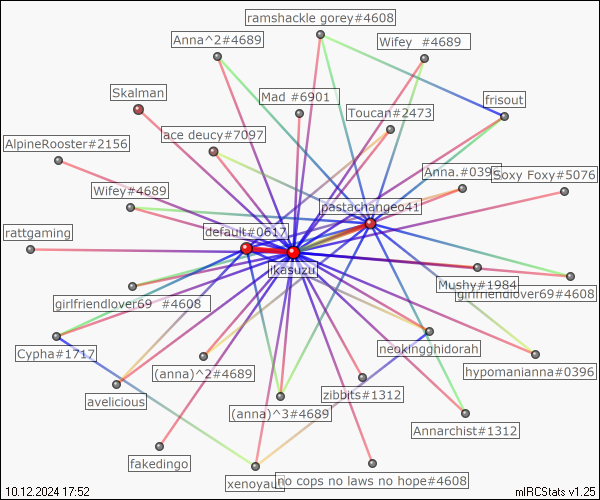 ramshackle gorey#4608
Anna^2#4689
Wifey  #4689
Skalman
Mad #6901
frisout
Toucan#2473
ace deucy#7097
AlpineRooster#2156
Anna.#0396
Soxy Foxy#5076
Wifey#4689
pastachangeo41
rattgaming
default#0617
ikasuzu
Mushy#1984
girlfriendlover69#4608
girlfriendlover69  #4608
Cypha#1717
neokingghidorah
(anna)^2#4689
hypomanianna#0396
avelicious
zibbits#1312
(anna)^3#4689
Annarchist#1312
fakedingo
xenoyaur
no cops no laws no hope#4608
10.12.2024 17:52
mIRCStats v1.25